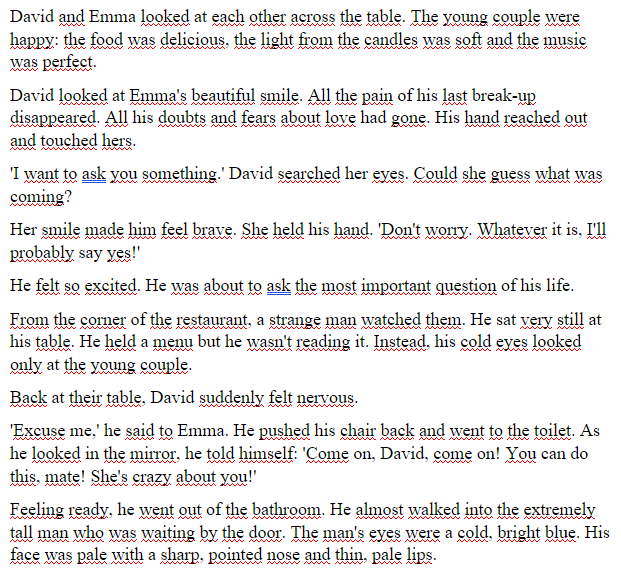 David and Emma looked at each other across the table. The young couple were
happy: the food was delicious, the light from the candles was soft and the music
was perfect.
David looked at Emma's beautiful smile. All the pain of his last break-up
disappeared. All his doubts and fears about love had gone. His hand reached out
and touched hers.
'I want to ask you something.' David searched her eyes. Could she guess what was
coming?
Her smile made him feel brave. She held his hand. 'Don't worry. Whatever it is, I'll
probably say yes!'
He felt so excited. He was about to ask the most important question of his life.
From the corner of the restaurant, a strange man watched them. He sat very still at
his table. He held a menu but he wasn't reading it. Instead, his cold eyes looked
only at the young couple.
Back at their table, David suddenly felt nervous.
'Excuse me,' he said to Emma. He pushed his chair back and went to the toilet. As
he looked in the mirror, he told himself: 'Come on, David, come on! You can do
this, mate! She's crazy about you!'
Feeling ready, he went out of the bathroom. He almost walked into the extremely
tall man who was waiting by the door. The man's eyes were a cold, bright blue. His
face was pale with a sharp, pointed nose and thin, pale lips.